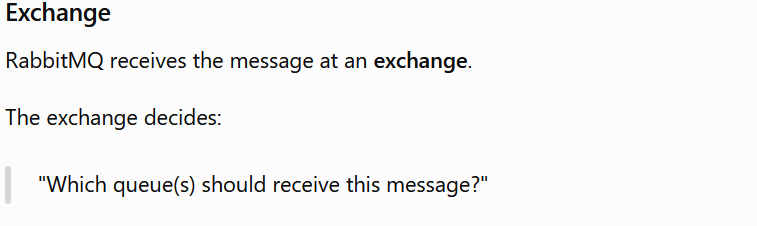 Exchange
RabbitMQ receives the message at an exchange.
The exchange decides:
"Which queue(s) should receive this message?"